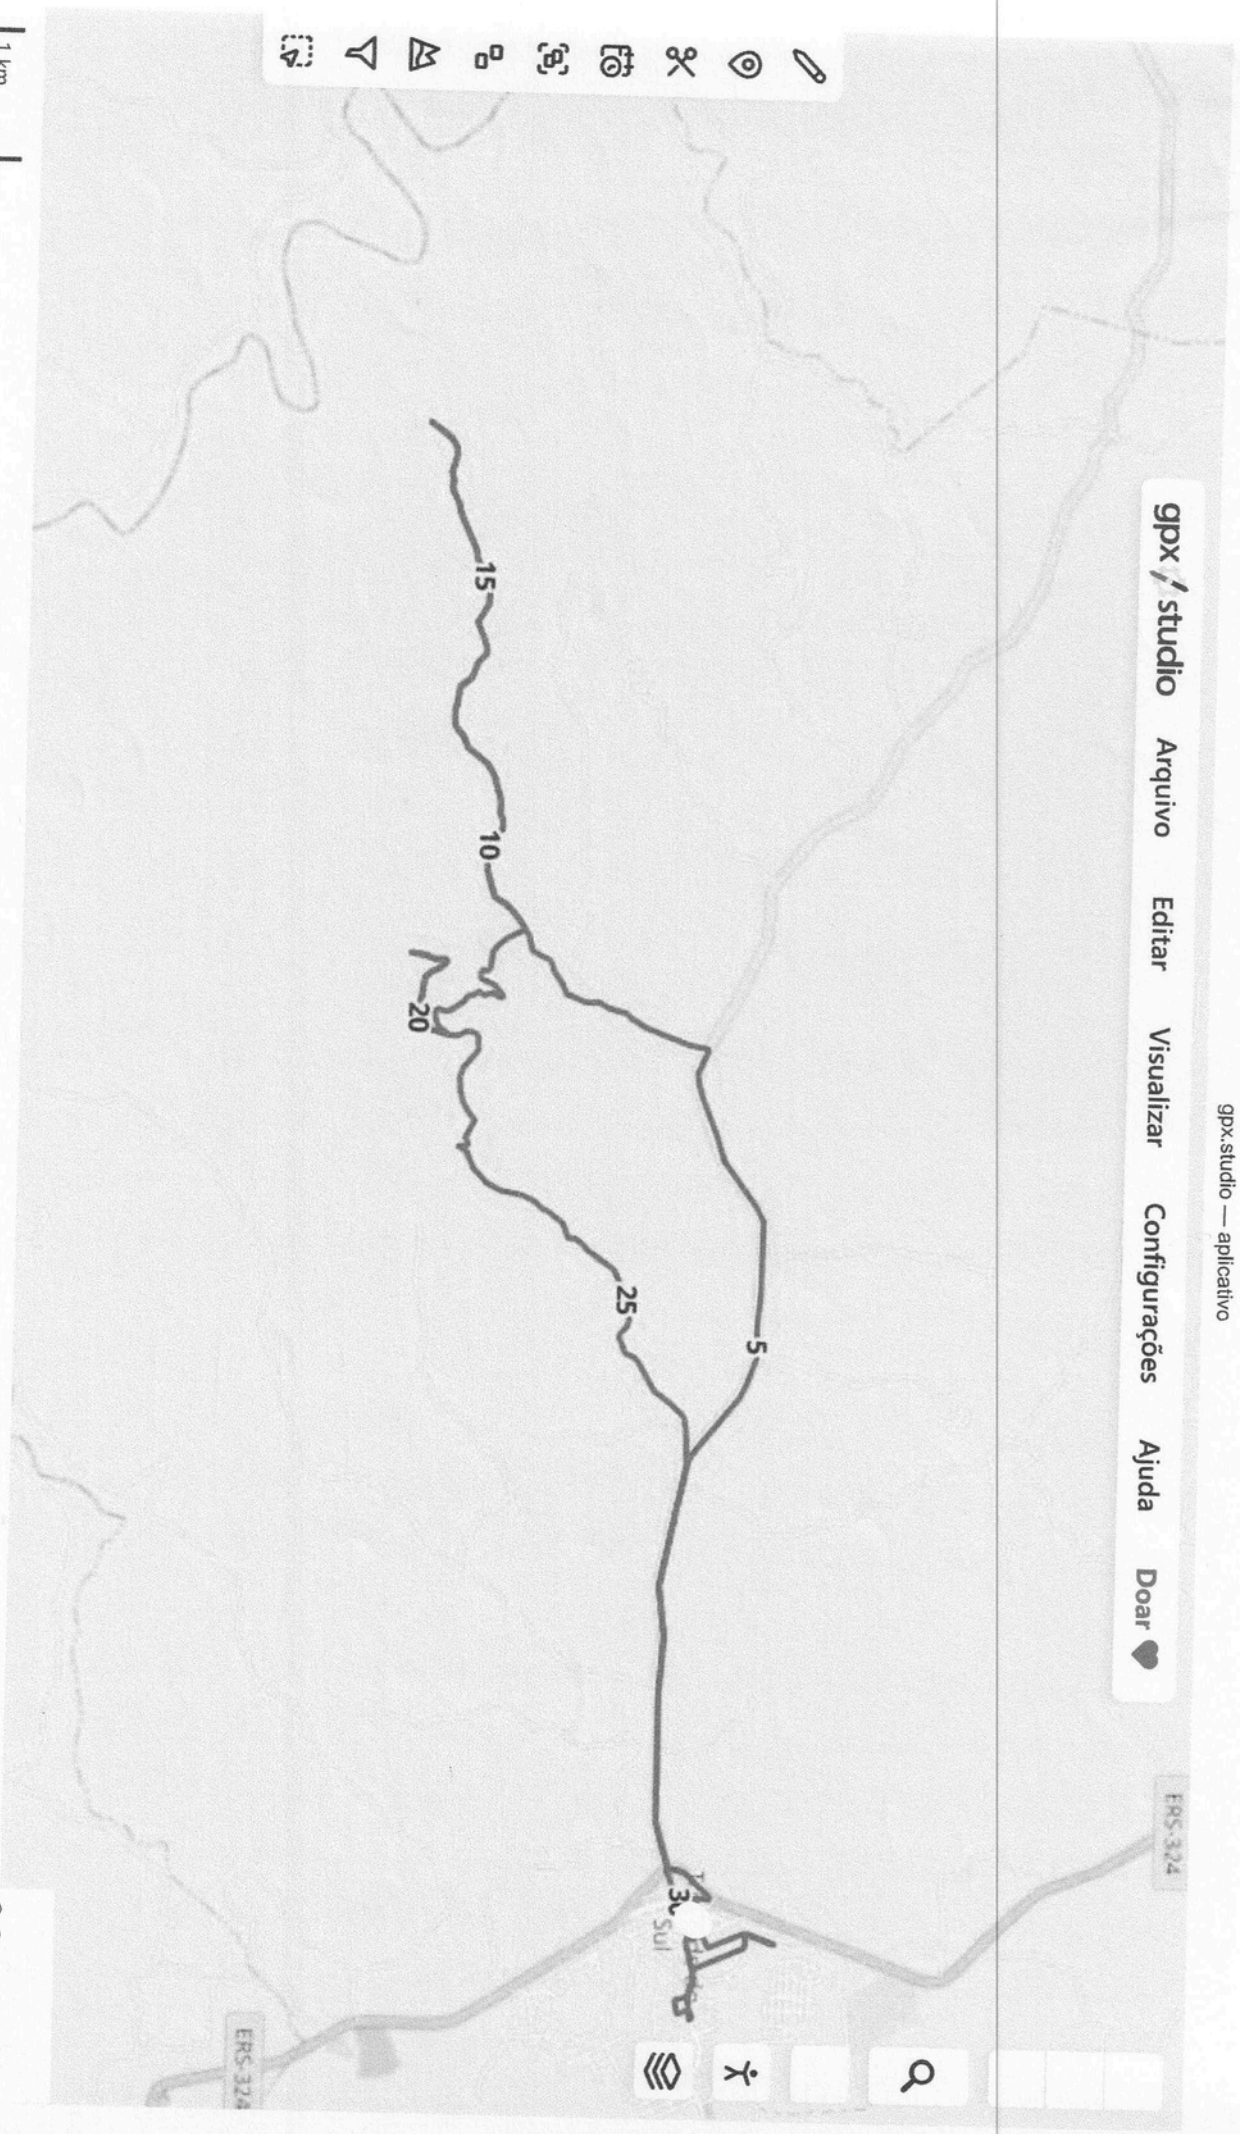 gpx.studio — aplicativo
gpx studio Arquivo Editar Visualizar Configurações Ajuda Doar
ERS-324
5
15
10
25
20
30
Sul
ERS-324
1 km